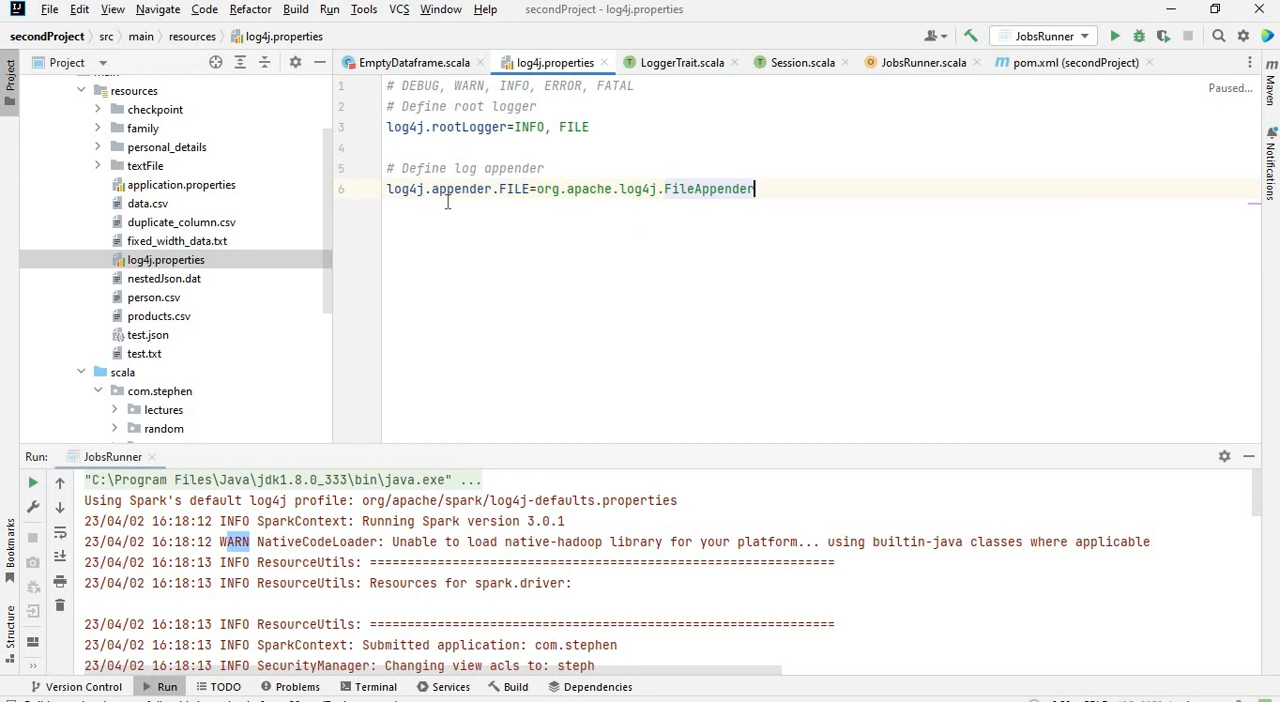 File Edit View Navigate Code Refactor Build Run Tools VCS Window Help secondProject - log4j.properties
secondProject src main resources log4j.properties JobsRunner
Project EmptyDataframe.scala log4j.properties LoggerTrait.scala Session.scala JobsRunner.scala pom.xml (secondProject)
Project
Maven
Notifications
Paused...
resources
checkpoint
family
personal_details
textFile
application.properties
data.csv
duplicate_column.csv
fixed_width_data.txt
log4j.properties
nestedJson.dat
person.csv
products.csv
test.json
test.txt
scala
com.stephen
lectures
random
1 # DEBUG, WARN, INFO, ERROR, FATAL
2 # Define root logger
3 log4j.rootLogger=INFO, FILE
4
5 # Define log appender
6 log4j.appender.FILE=org.apache.log4j.FileAppender
Run: JobsRunner
"C:\Program Files\Java\jdk1.8.0_333\bin\java.exe" ...
Using Spark's default log4j profile: org/apache/spark/log4j-defaults.properties
23/04/02 16:18:12 INFO SparkContext: Running Spark version 3.0.1
23/04/02 16:18:12 WARN NativeCodeLoader: Unable to load native-hadoop library for your platform... using builtin-java classes where applicable
23/04/02 16:18:13 INFO ResourceUtils: ==============================================================
23/04/02 16:18:13 INFO ResourceUtils: Resources for spark.driver:
23/04/02 16:18:13 INFO ResourceUtils: ==============================================================
23/04/02 16:18:13 INFO SparkContext: Submitted application: com.stephen
23/04/02 16:18:13 INFO SecurityManager: Changing view acls to: steph
Bookmarks
Structure
Version Control Run TODO Problems Terminal Services Build Dependencies